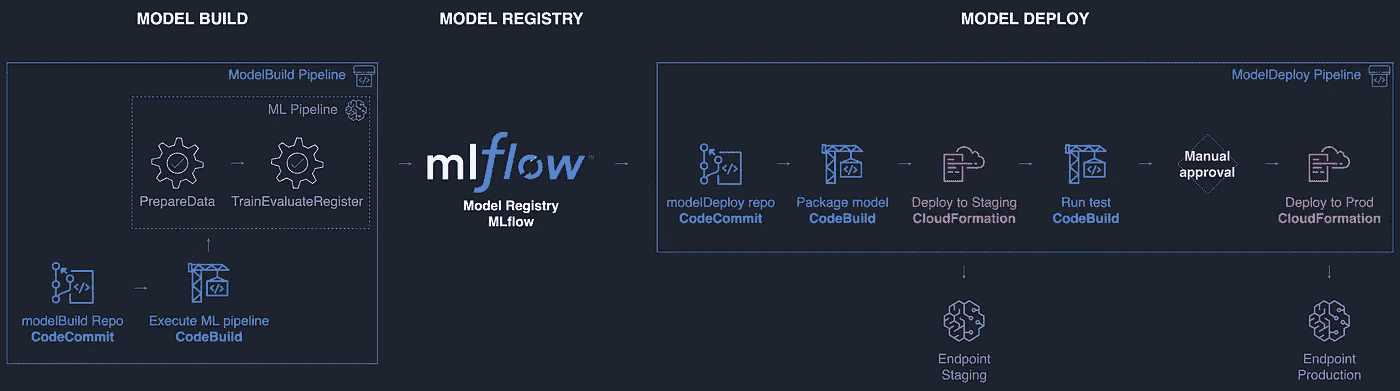 MODEL BUILD
MODEL REGISTRY
MODEL DEPLOY
ModelBuild Pipeline
ML Pipeline
PrepareData
TrainEvaluateRegister
modelBuild Repo
CodeCommit
Execute ML pipeline
CodeBuild
mlflow™
Model Registry
MLflow
ModelDeploy Pipeline
modelDeploy repo
CodeCommit
Package model
CodeBuild
Deploy to Staging
CloudFormation
Run test
CodeBuild
Manual
approval
Deploy to Prod
CloudFormation
Endpoint
Staging
Endpoint
Production